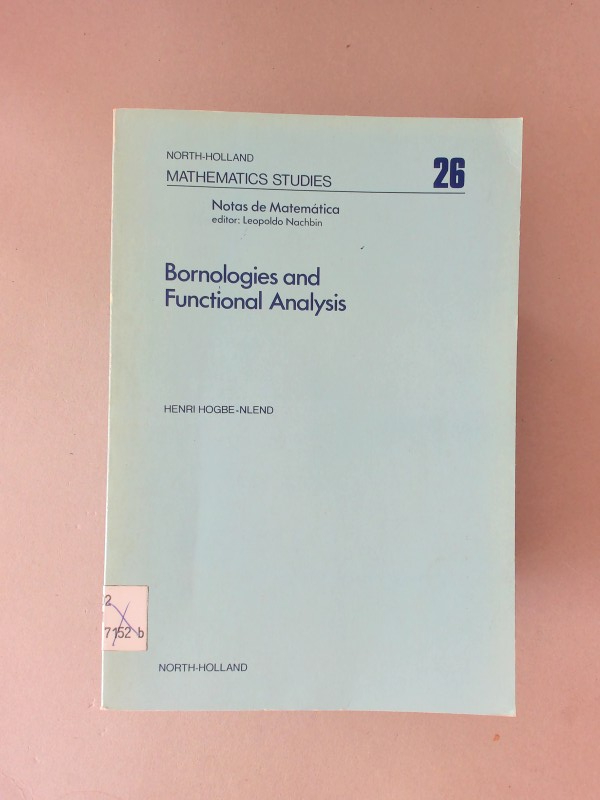 NORTH-HOLLAND
MATHEMATICS STUDIES
26
Notas de Matemática
editor: Leopoldo Nachbin
Bornologies and
Functional Analysis
HENRI HOGBE-NLEND
2
7152 b
NORTH-HOLLAND